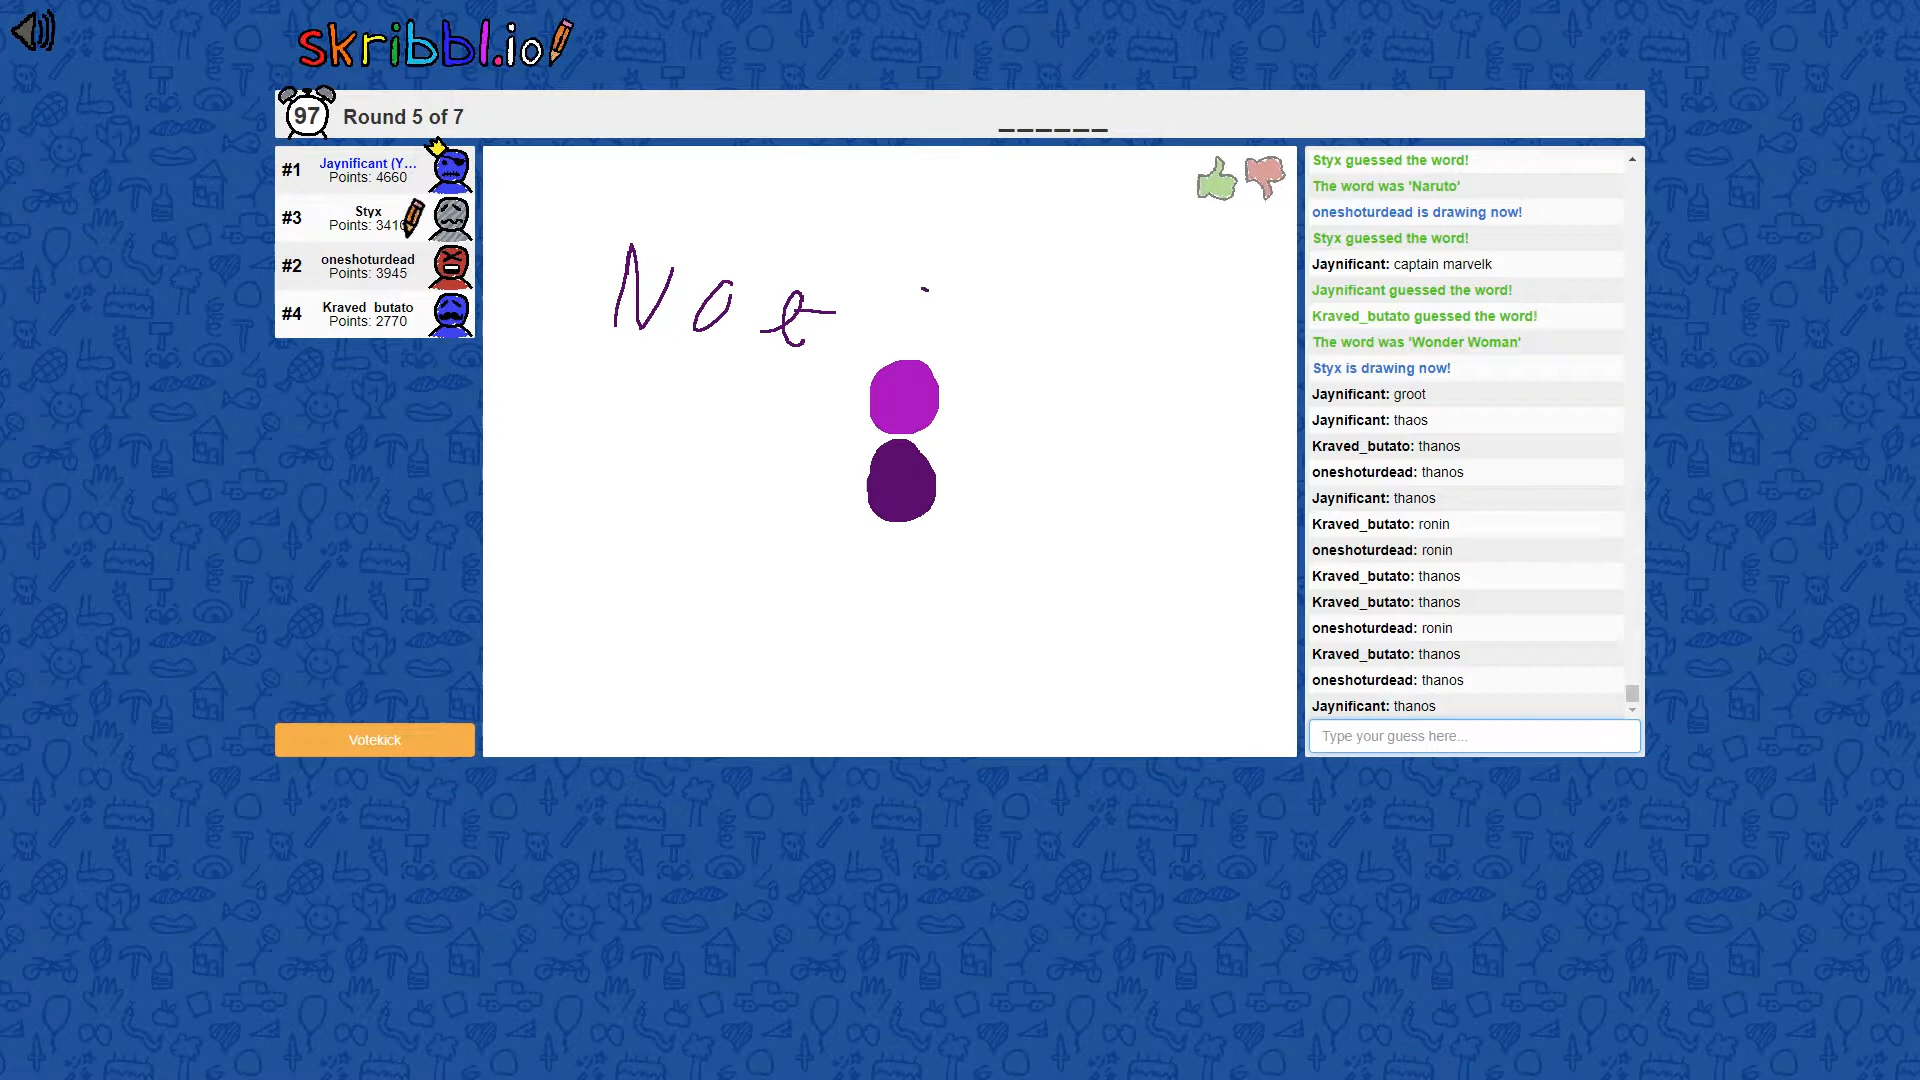 skribbl.io
97 Round 5 of 7 ______
#1 Jaynificant (Y...
Points: 4660
#3 Styx
Points: 3416
#2 oneshoturdead
Points: 3945
#4 Kraved_butato
Points: 2770
Votekick
Styx guessed the word!
The word was 'Naruto'
oneshoturdead is drawing now!
Styx guessed the word!
Jaynificant: captain marvelk
Jaynificant guessed the word!
Kraved_butato guessed the word!
The word was 'Wonder Woman'
Styx is drawing now!
Jaynificant: groot
Jaynificant: thaos
Kraved_butato: thanos
oneshoturdead: thanos
Jaynificant: thanos
Kraved_butato: ronin
oneshoturdead: ronin
Kraved_butato: thanos
Kraved_butato: thanos
oneshoturdead: ronin
Kraved_butato: thanos
oneshoturdead: thanos
Jaynificant: thanos
Type your guess here...